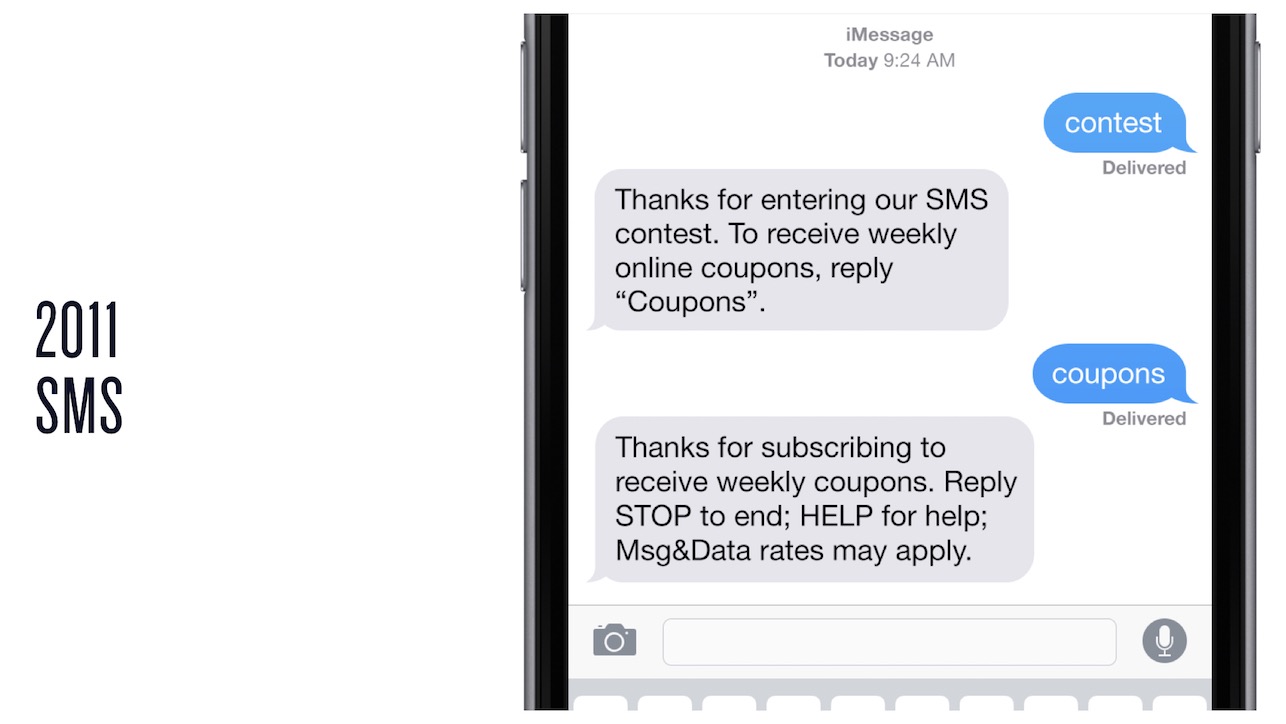 2011
SMS
iMessage
Today 9:24 AM
contest
Delivered
Thanks for entering our SMS
contest. To receive weekly
online coupons, reply
“Coupons”.
coupons
Delivered
Thanks for subscribing to
receive weekly coupons. Reply
STOP to end; HELP for help;
Msg&Data rates may apply.